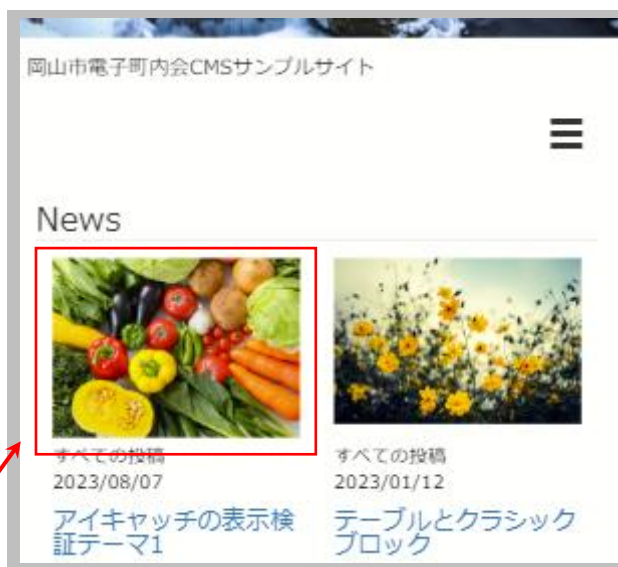 岡山市電子町内会CMSサンプルサイト
News
すべての投稿
2023/08/07
アイキャッチの表示検
証テーマ1
すべての投稿
2023/01/12
テーブルとクラシック
ブロック